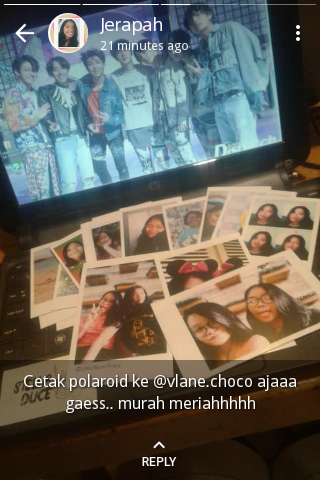 Jerapah
21 minutes ago
Cetak polaroid ke @vlane.choco ajaaa
gaess.. murah meriahhhhh
REPLY